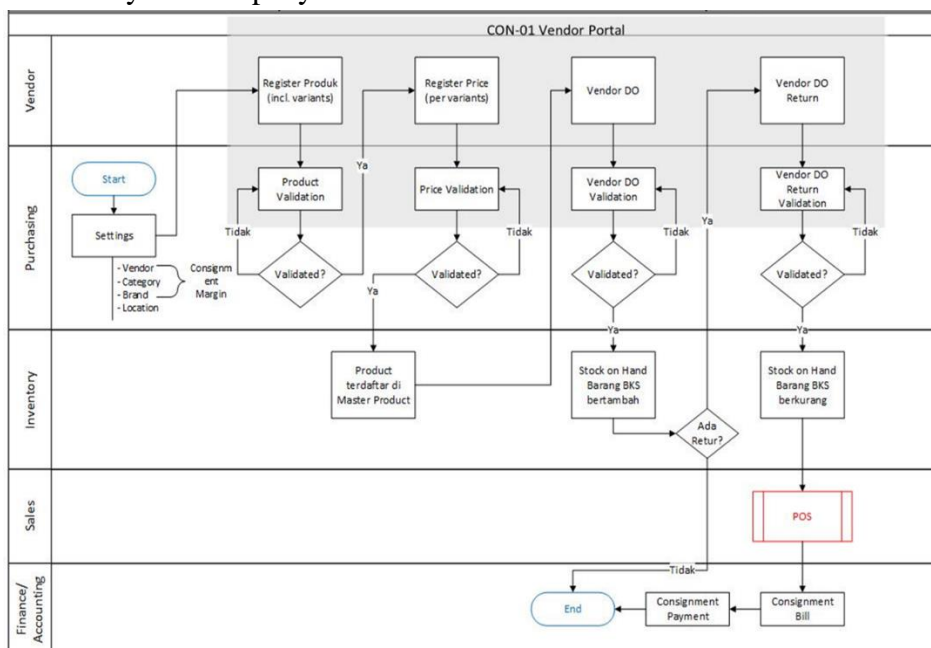 CON-01 Vendor Portal
Vendor
Register Produk
(incl. variants)
Register Price
(per variants)
Vendor DO
Vendor DO
Return
Ya
Purchasing
Start
Settings
- Vendor
- Category
- Brand
- Location
Consignm
ent
Margin
Product
Validation
Tidak
Validated?
Price Validation
Tidak
Validated?
Ya
Vendor DO
Validation
Tidak
Validated?
Ya
Ya
Vendor DO
Return
Validation
Tidak
Validated?
Ya
Inventory
Product
terdaftar di
Master Product
Stock on Hand
Barang BKS
bertambah
Ada
Retur?
Stock on Hand
Barang BKS
berkurang
Sales
POS
Finance/
Accounting
Tidak
End
Consignment
Payment
Consignment
Bill